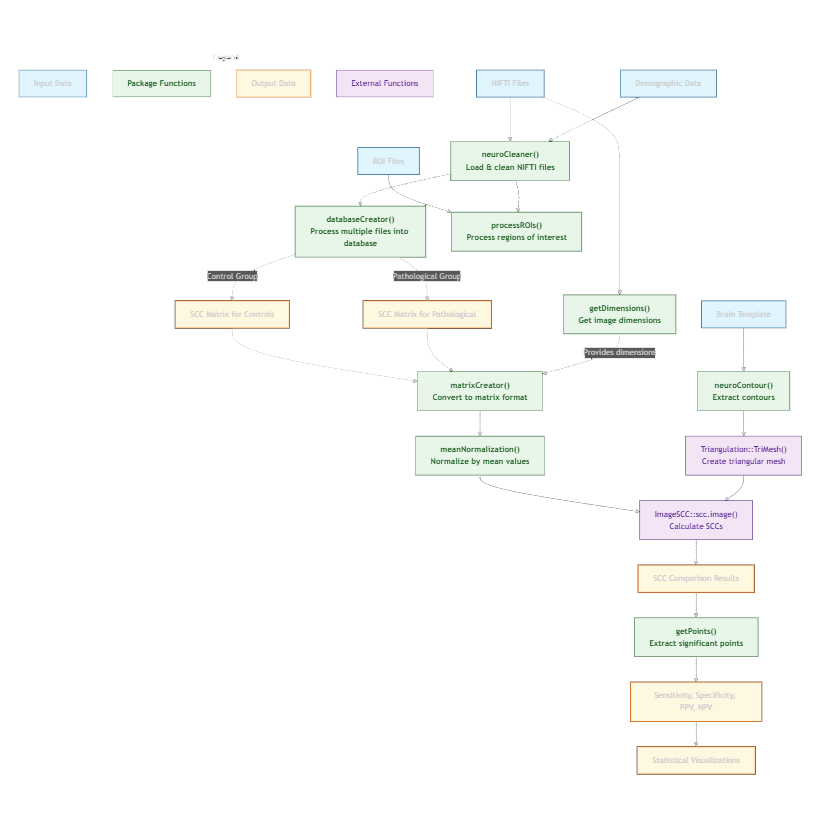 Legend
Input Data
Package Functions
Output Data
External Functions
NIFTI Files
Demographic Data
ROI Files
neuroCleaner()
Load & clean NIFTI files
databaseCreator()
Process multiple files into
database
processROIs()
Process regions of interest
Control Group
Pathological Group
SCC Matrix for Controls
SCC Matrix for Pathological
getDimensions()
Get image dimensions
Brain Template
Provides dimensions
matrixCreator()
Convert to matrix format
neuroContour()
Extract contours
meanNormalization()
Normalize by mean values
Triangulation::TriMesh()
Create triangular mesh
ImageSCC::scc.image()
Calculate SCCs
SCC Comparison Results
getPoints()
Extract significant points
Sensitivity, Specificity,
PPV, NPV
Statistical Visualizations